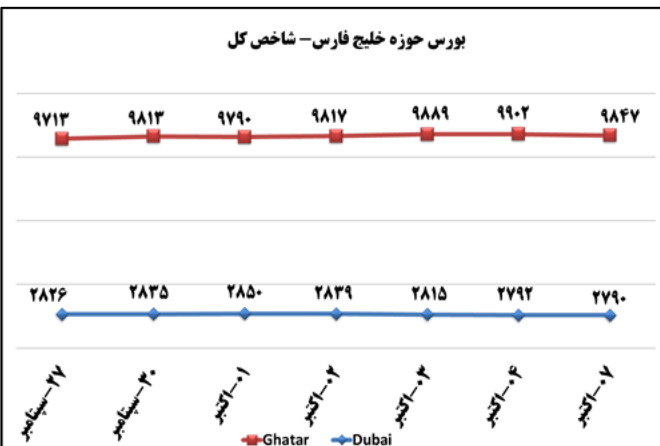 بورس حوزه خلیج فارس– شاخص کل
۹۷۱۳ ۹۸۱۳ ۹۷۹۰ ۹۸۱۷ ۹۸۸۹ ۹۹۰۲ ۹۸۴۷
۲۸۲۶ ۲۸۳۵ ۲۸۵۰ ۲۸۳۹ ۲۸۱۵ ۲۷۹۲ ۲۷۹۰
۲۷-سپتامبر ۳۰-سپتامبر ۰۱-اکتبر ۰۲-اکتبر ۰۳-اکتبر ۰۴-اکتبر ۰۷-اکتبر
Ghatar Dubai